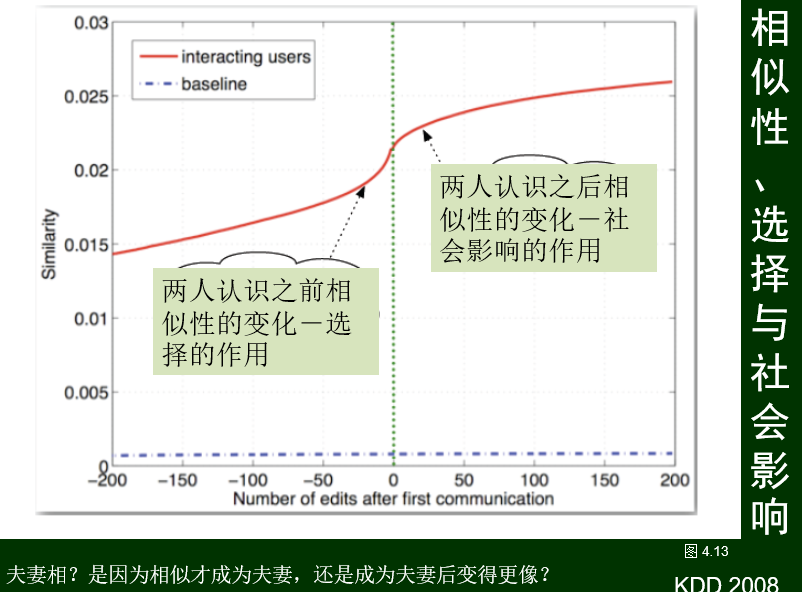 0.03
interacting users
baseline
0.025
0.02
0.015
0.01
0.005
0
Similarity
两人认识之后相
似性的变化－社
会影响的作用
两人认识之前相
似性的变化－选
择的作用
−200 −150 −100 −50 0 50 100 150 200
Number of edits after first communication
相似性、选择与社会影响
图 4.13
夫妻相？是因为相似才成为夫妻，还是成为夫妻后变得更像？
KDD 2008